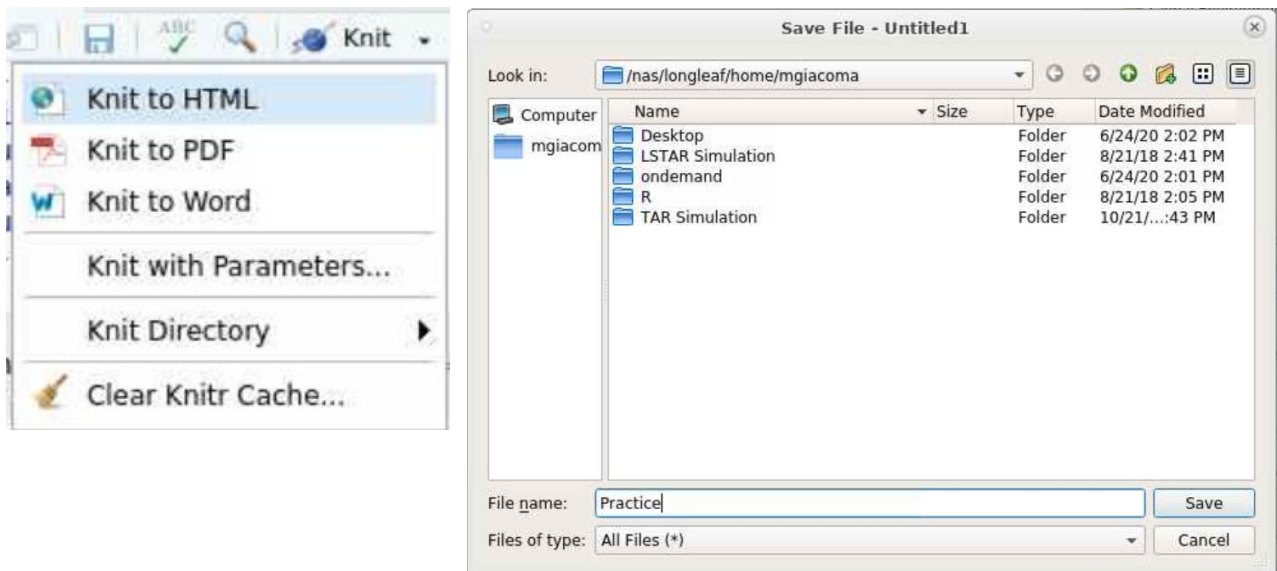 ABC Knit
Knit to HTML
Knit to PDF
W Knit to Word
Knit with Parameters...
Knit Directory
Clear Knitr Cache...
Save File - Untitled1
Look in: /nas/longleaf/home/mgiacoma
Computer
mgiacom
Name Size Type Date Modified
Desktop Folder 6/24/20 2:02 PM
LSTAR Simulation Folder 8/21/18 2:41 PM
ondemand Folder 6/24/20 2:01 PM
R Folder 8/21/18 2:05 PM
TAR Simulation Folder 10/21/...:43 PM
File name: Practice Save
Files of type: All Files (*) Cancel